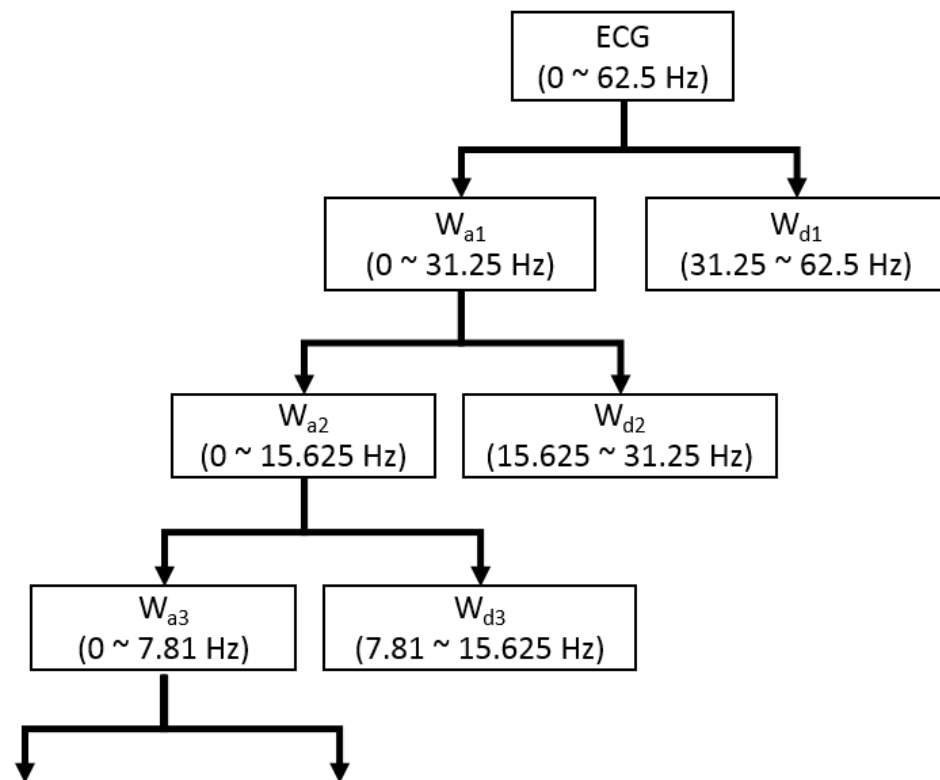 ECG
(0 ~ 62.5 Hz)
Wa1
(0 ~ 31.25 Hz)
Wd1
(31.25 ~ 62.5 Hz)
Wa2
(0 ~ 15.625 Hz)
Wd2
(15.625 ~ 31.25 Hz)
Wa3
(0 ~ 7.81 Hz)
Wd3
(7.81 ~ 15.625 Hz)